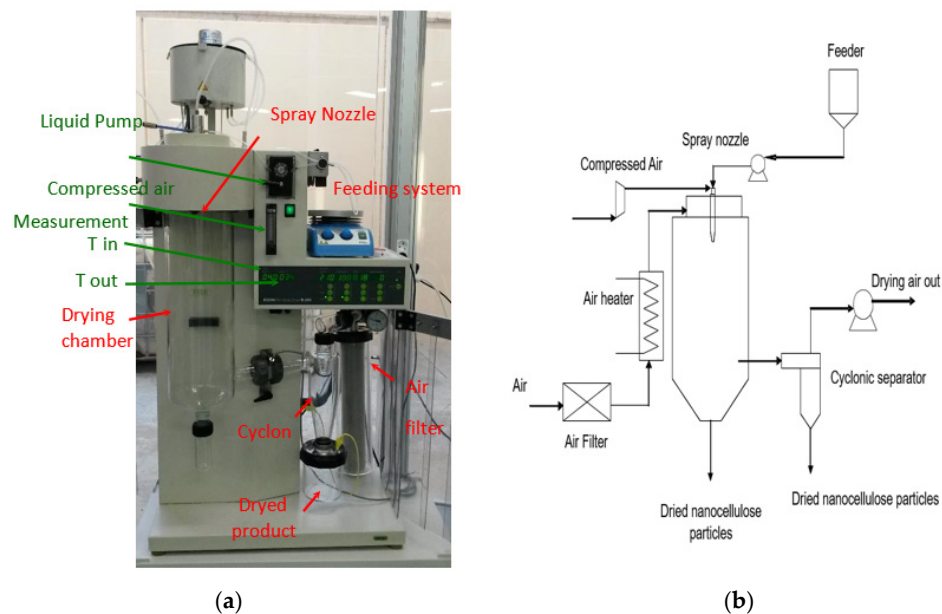 Liquid Pump
Spray Nozzle
Compressed air
Feeding system
Measurement
T in
T out
Drying
chamber
Air
filter
Cyclon
Dryed
product
Feeder
Spray nozzle
Compressed Air
Air heater
Drying air out
Air
Cyclonic separator
Air Filter
Dried nanocellulose
particles
Dried nanocellulose particles
(a)
(b)